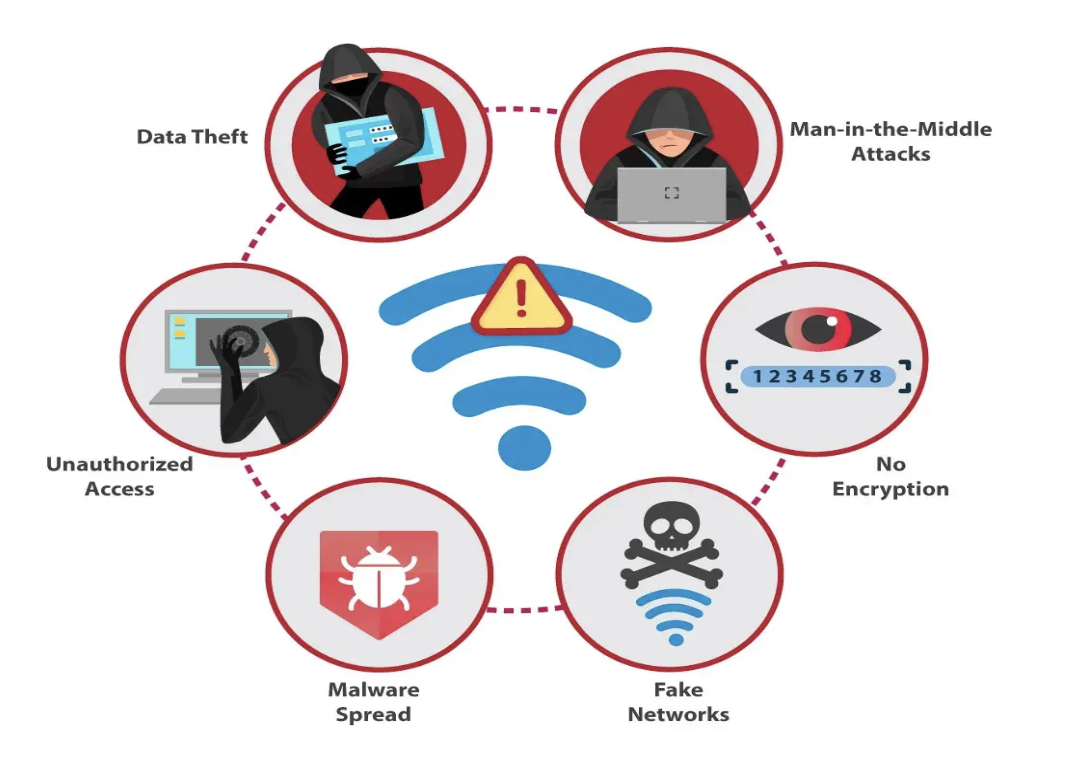 Data Theft
Man-in-the-Middle
Attacks
!
12345678
Unauthorized
Access
No
Encryption
Malware
Spread
Fake
Networks